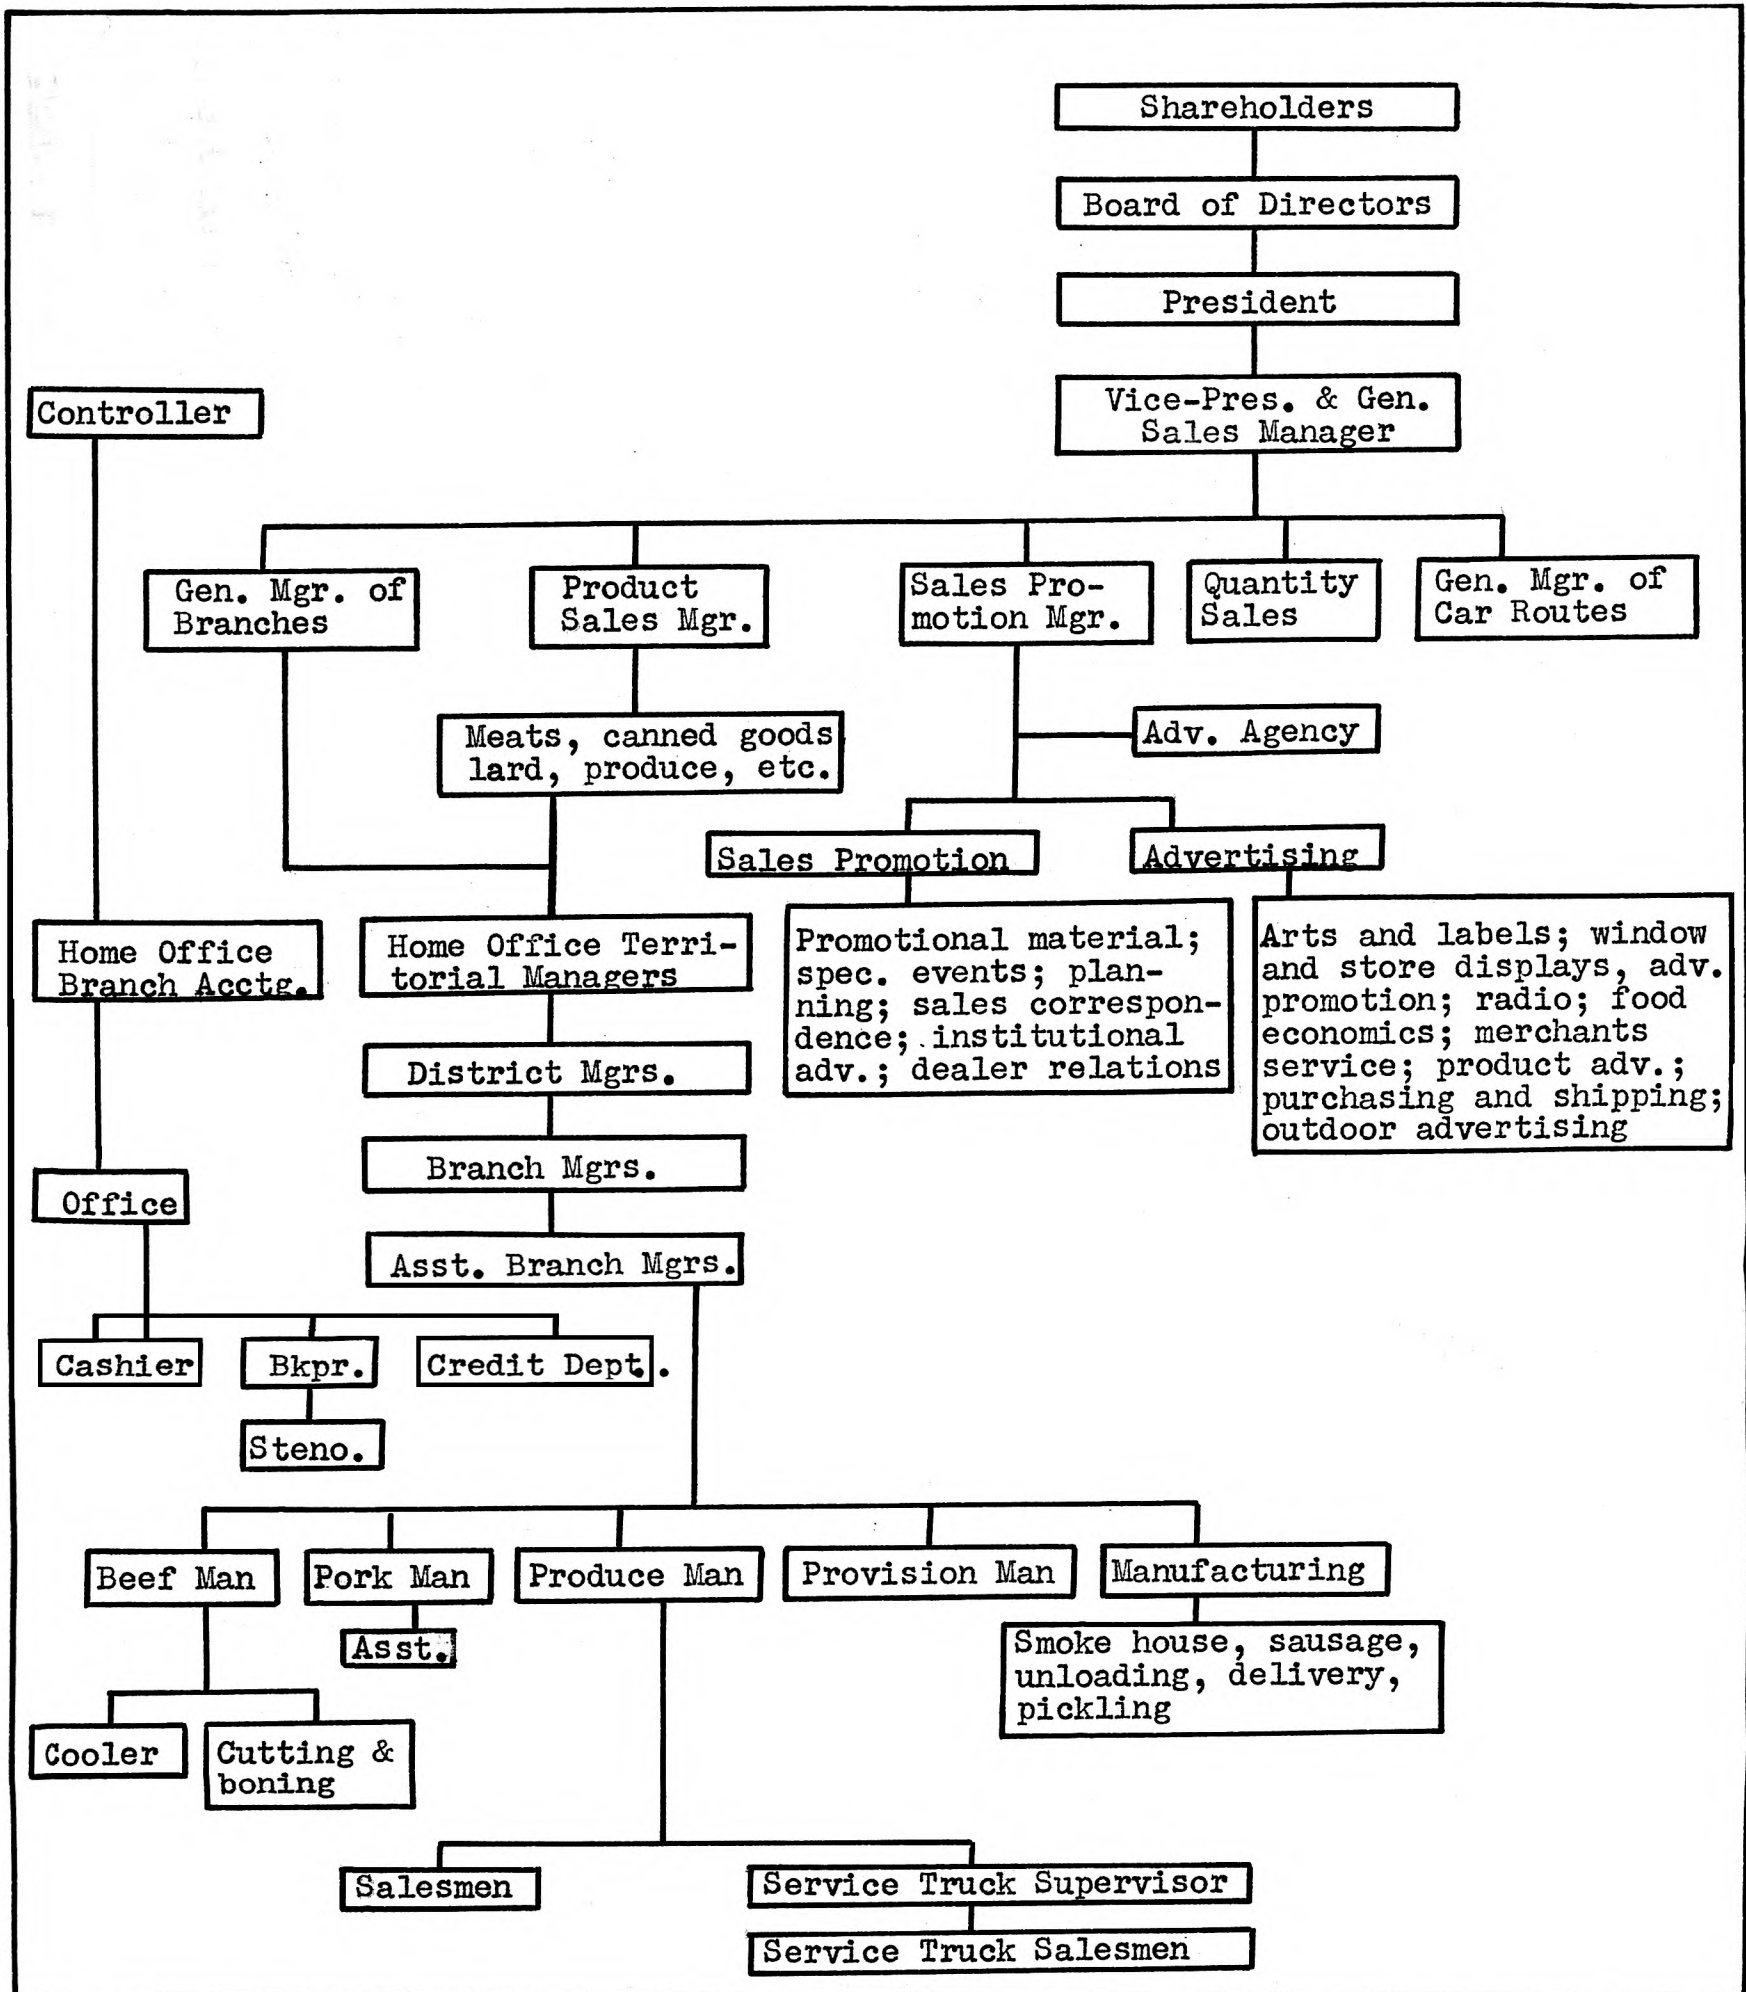 Shareholders
Board of Directors
President
Vice-Pres. & Gen.
Sales Manager
Controller
Gen. Mgr. of
Branches
Product
Sales Mgr.
Sales Pro-
motion Mgr.
Quantity
Sales
Gen. Mgr. of
Car Routes
Meats, canned goods
lard, produce, etc.
Adv. Agency
Sales Promotion
Advertising
Home Office
Branch Acctg.
Home Office Terri-
torial Managers
Promotional material;
spec. events; plan-
ning; sales correspon-
dence; institutional
adv.; dealer relations
Arts and labels; window
and store displays, adv.
promotion; radio; food
economics; merchants
service; product adv.;
purchasing and shipping;
outdoor advertising
District Mgrs.
Branch Mgrs.
Office
Asst. Branch Mgrs.
Cashier
Bkpr.
Credit Dept.
Steno.
Beef Man
Pork Man
Produce Man
Provision Man
Manufacturing
Asst.
Smoke house, sausage,
unloading, delivery,
pickling
Cooler
Cutting &
boning
Salesmen
Service Truck Supervisor
Service Truck Salesmen